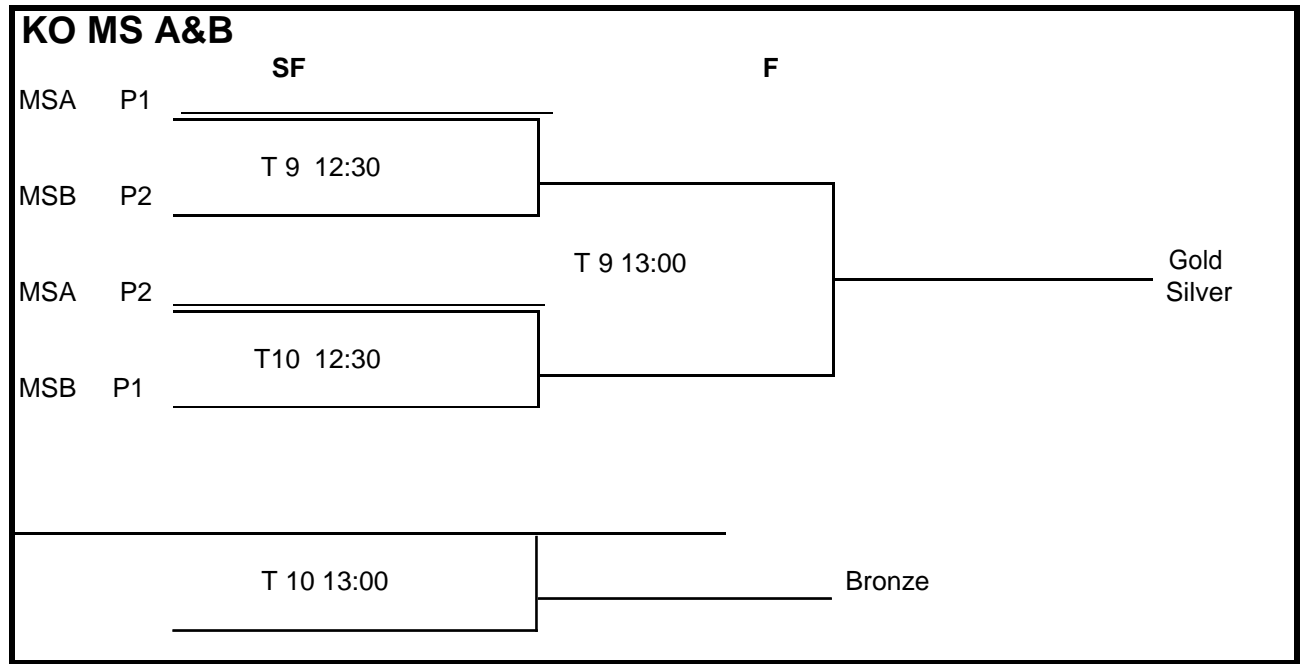 KO MS A&B
SF F
MSA P1
T 9 12:30
MSB P2
T 9 13:00
Gold
MSA P2
Silver
T10 12:30
MSB P1
T 10 13:00
Bronze